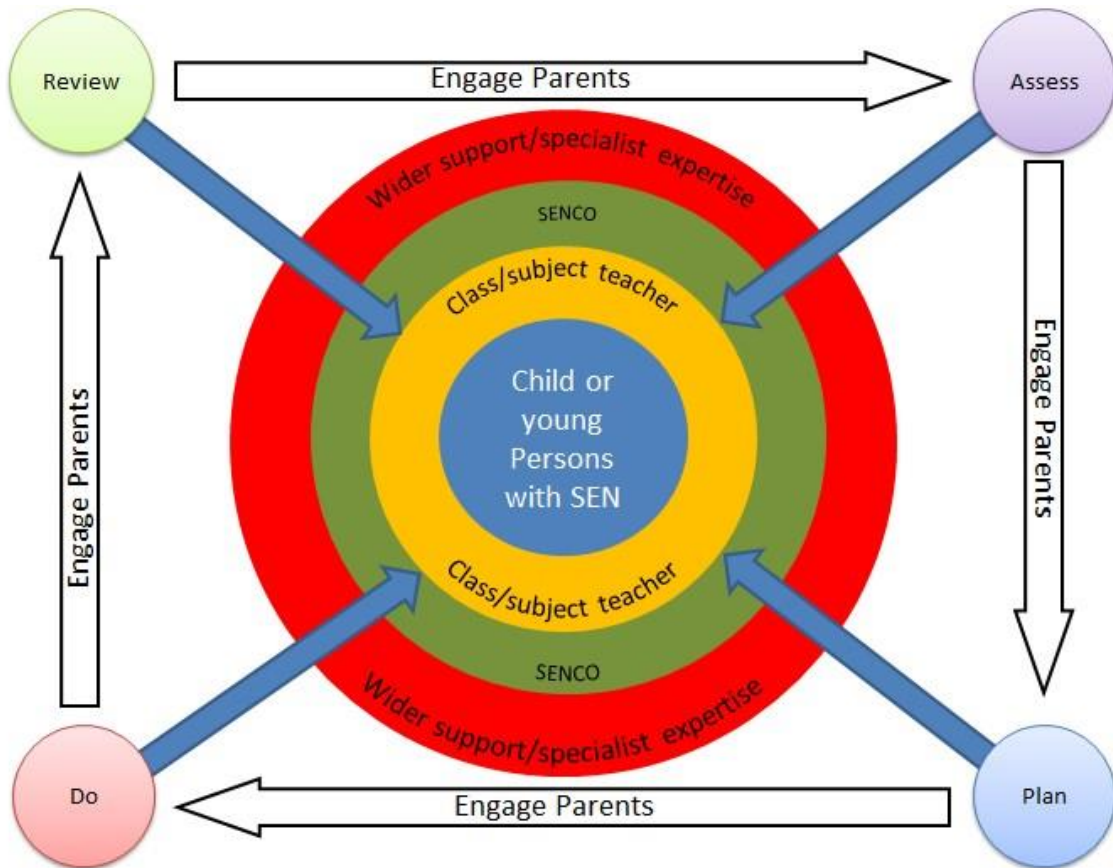 Review
Engage Parents
Assess
Wider support/specialist expertise
SENCO
Class/subject teacher
Child or
young
Persons
with SEN
Engage Parents
Engage Parents
Class/subject teacher
SENCO
Wider support/specialist expertise
Do
Engage Parents
Plan